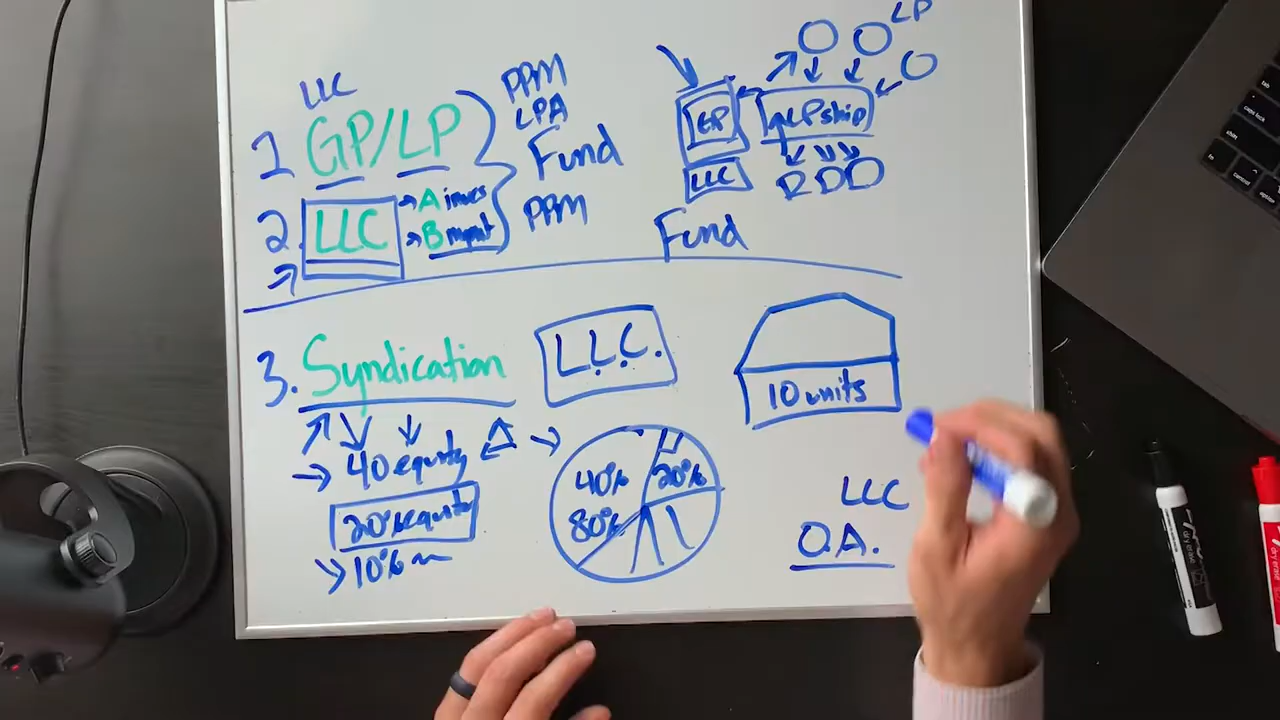 LLC
1 GP/LP
2 LLC
A inves
B mgmt
PPM
LPA
Fund
PPM
LP
GP
LLC
LPship
Fund
3. Syndication
40 equity
20% equity
10%
L.L.C.
40%
20%
80%
10 units
LLC
O.A.